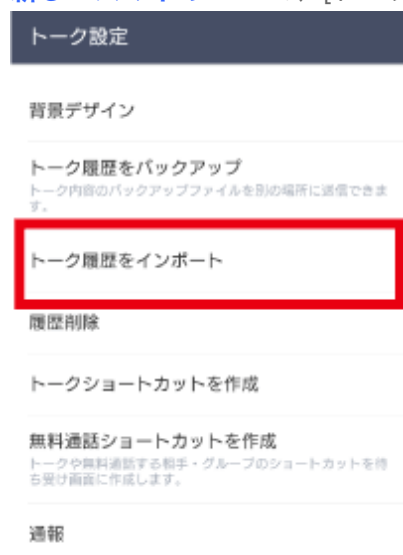 トーク設定
背景デザイン
トーク履歴をバックアップ
トーク内容のバックアップファイルを別の場所に送信できま
す。
トーク履歴をインポート
履歴削除
トークショートカットを作成
無料通話ショートカットを作成
トークや無料通話する相手・グループのショートカットを待
ち受け画面に作成します。
通報